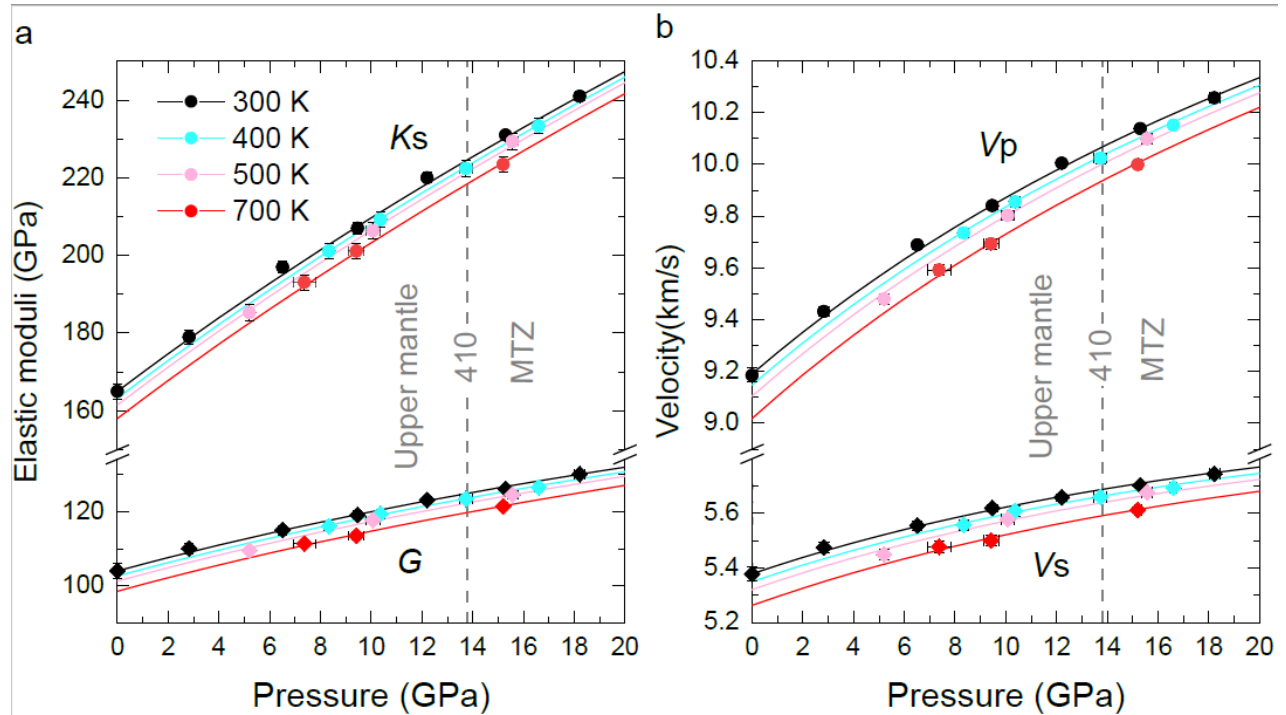 a
Elastic moduli (GPa)
240
220
200
180
160
120
100
300 K
400 K
500 K
700 K
Ks
G
Upper mantle
410
MTZ
0 2 4 6 8 10 12 14 16 18 20
Pressure (GPa)
b
Velocity(km/s)
10.4
10.2
10.0
9.8
9.6
9.4
9.2
9.0
5.6
5.4
5.2
Vp
Vs
Upper mantle
410
MTZ
0 2 4 6 8 10 12 14 16 18 20
Pressure (GPa)